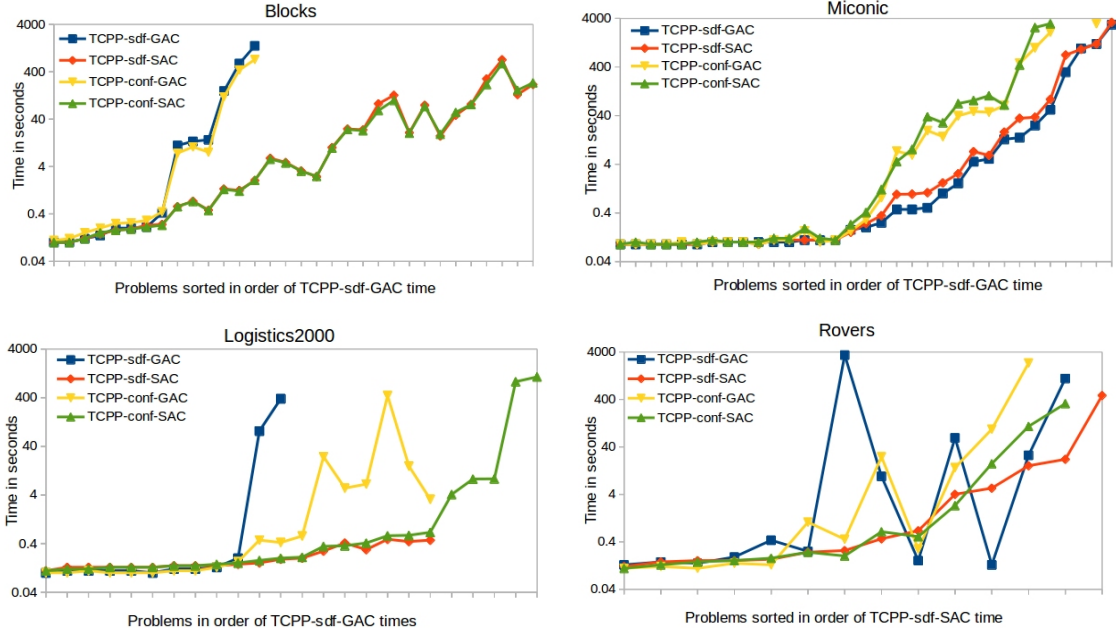 Blocks
4000
400
40
4
0.4
0.04
Time in seconds
TCPP-sdf-GAC
TCPP-sdf-SAC
TCPP-conf-GAC
TCPP-conf-SAC
Problems sorted in order of TCPP-sdf-GAC time
Miconic
4000
400
40
4
0.4
0.04
Time in seconds
TCPP-sdf-GAC
TCPP-sdf-SAC
TCPP-conf-GAC
TCPP-conf-SAC
Problems sorted in order of TCPP-sdf-GAC time
Logistics2000
4000
400
40
4
0.4
0.04
Time in seconds
TCPP-sdf-GAC
TCPP-sdf-SAC
TCPP-conf-GAC
TCPP-conf-SAC
Problems in order of TCPP-sdf-GAC times
Rovers
4000
400
40
4
0.4
0.04
Time in seconds
TCPP-sdf-GAC
TCPP-sdf-SAC
TCPP-conf-GAC
TCPP-conf-SAC
Problems sorted in order of TCPP-sdf-SAC time